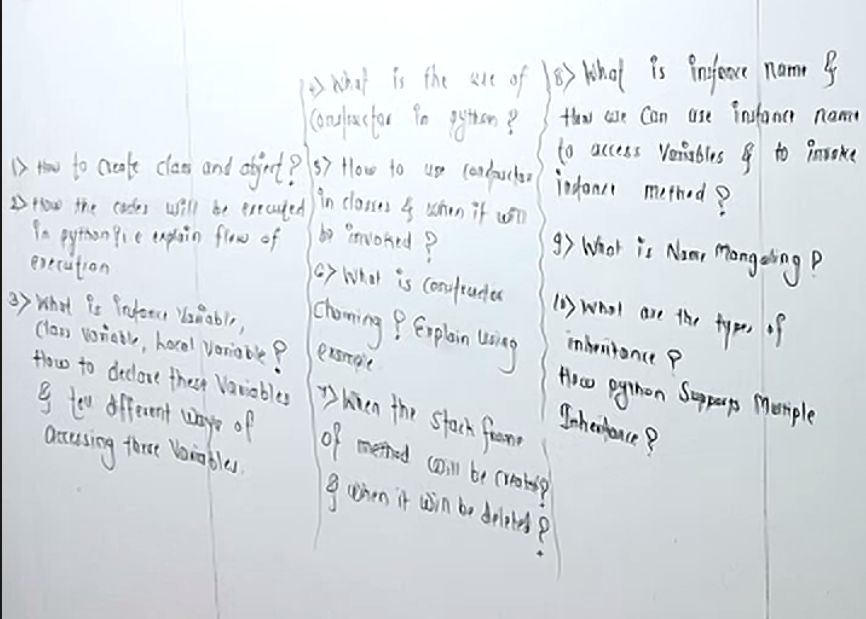 1) How to create class and object?
2) How the codes will be executed
in python? i.e explain flow of
execution
3) What is instance variable,
class variable, Local variable?
How to declare these variables
& tell different ways of
accessing these variables.
4) What is the use of
constructor in python?
5) How to use constructor
in classes & when it will
be invoked?
6) What is constructor
chaining? Explain using
example
7) When the stack frame
of method will be created?
& when it will be deleted?
8) What is instance name &
How we can use instance name
to access variables & to invoke
instance method?
9) What is Name Mangaling?
10) What are the types of
inheritance?
How python Supports Multiple
Inheritance?